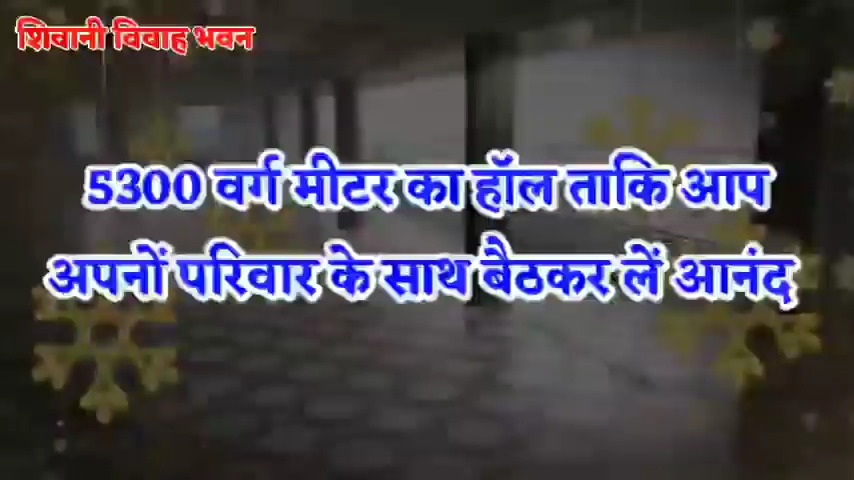 शिवानी विवाह भवन
5300 वर्ग मीटर का हॉल ताकि आप
अपनों परिवार के साथ बैठकर लें आनंद